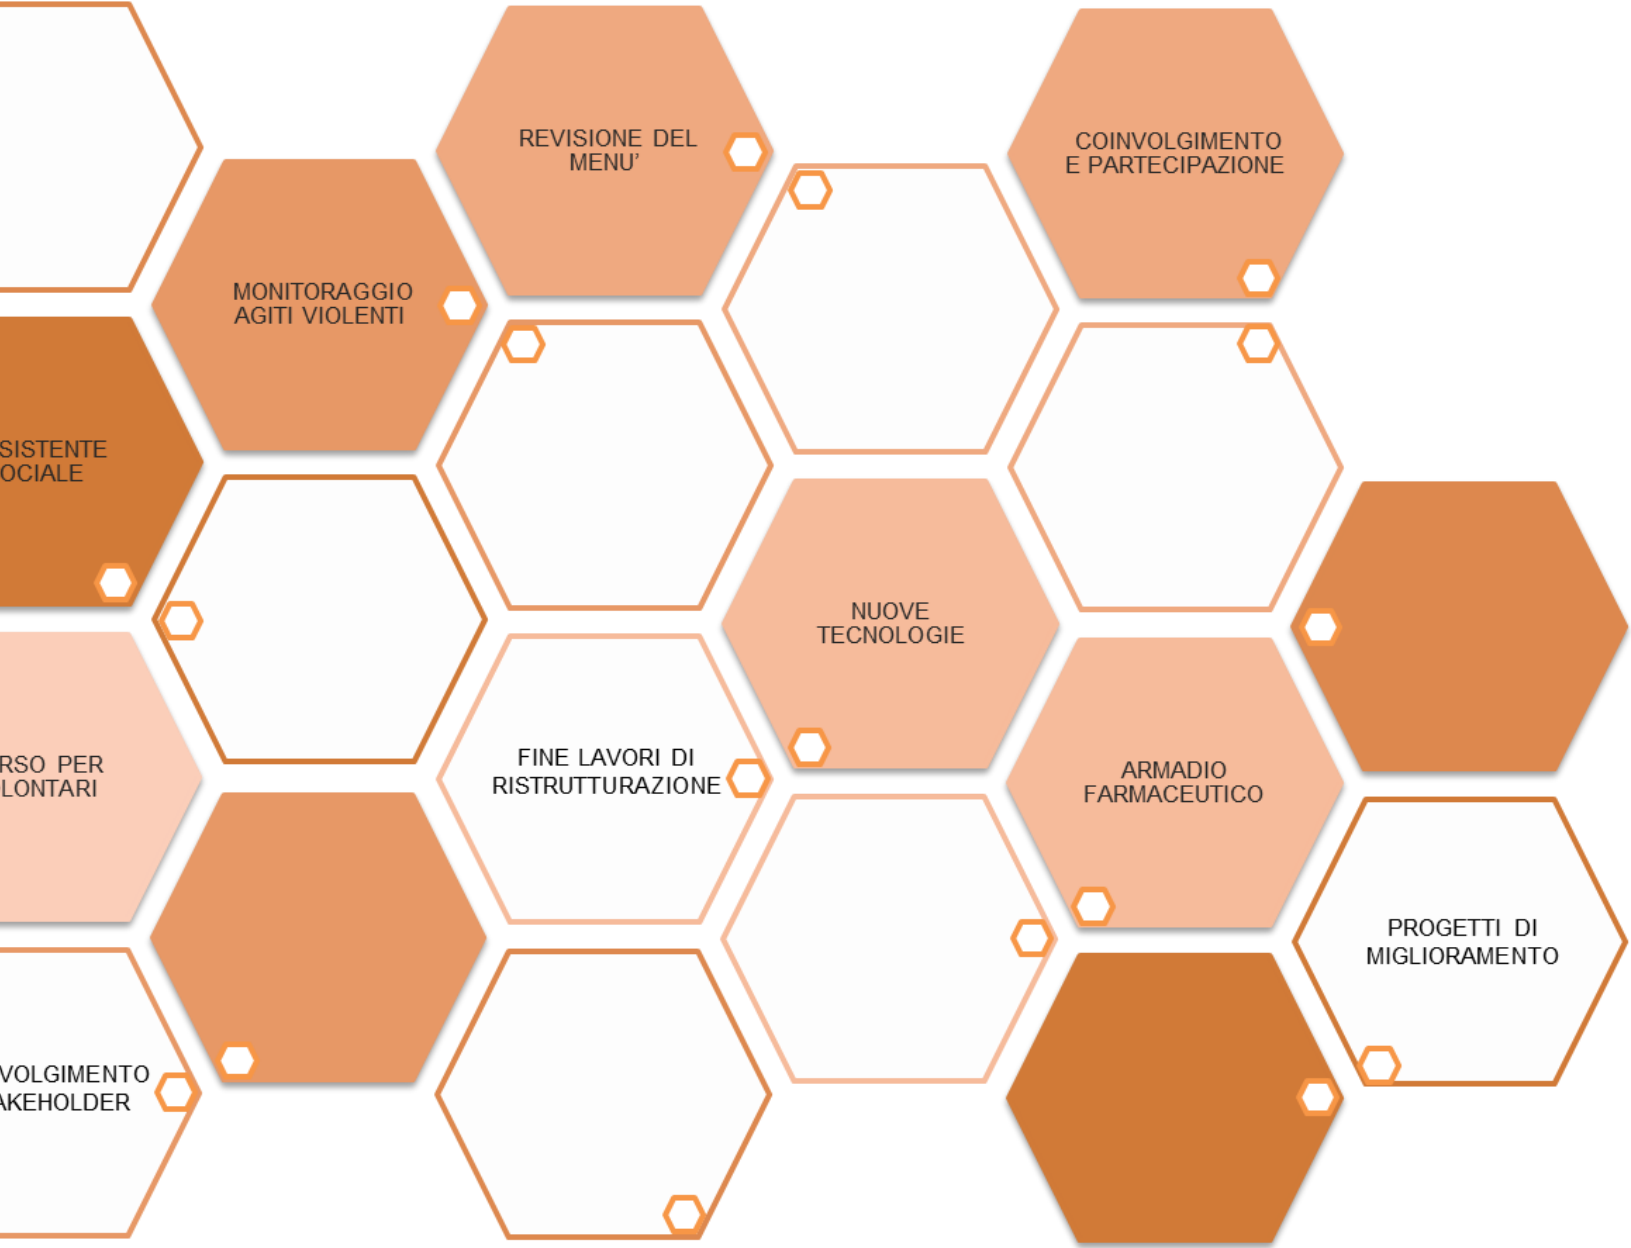 REVISIONE DEL
MENU’
COINVOLGIMENTO
E PARTECIPAZIONE
MONITORAGGIO
AGITI VIOLENTI
SISTENTE
OCIALE
NUOVE
TECNOLOGIE
FINE LAVORI DI
RISTRUTTURAZIONE
RSO PER
LONTARI
ARMADIO
FARMACEUTICO
PROGETTI DI
MIGLIORAMENTO
VOLGIMENTO
AKEHOLDER